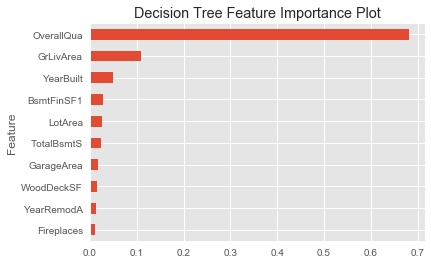 Decision Tree Feature Importance Plot
OverallQua
GrLivArea
YearBuilt
BsmtFinSF1
LotArea
TotalBsmtS
GarageArea
WoodDeckSF
YearRemodA
Fireplaces
Feature
0.0 0.1 0.2 0.3 0.4 0.5 0.6 0.7